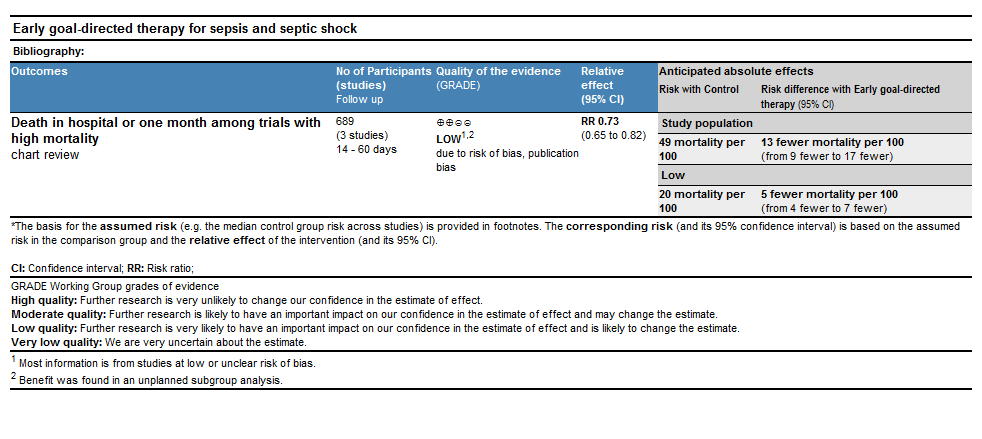 Early goal-directed therapy for sepsis and septic shock
Bibliography:
Outcomes
No of Participants
(studies)
Follow up
Quality of the evidence
(GRADE)
Relative
effect
(95% CI)
Anticipated absolute effects
Risk with Control
Risk difference with Early goal-directed
therapy (95% CI)
Death in hospital or one month among trials with
high mortality
chart review
689
(3 studies)
14 - 60 days
⊕⊕⊝⊝
LOW1,2
due to risk of bias, publication
bias
RR 0.73
(0.65 to 0.82)
Study population
49 mortality per
100
13 fewer mortality per 100
(from 9 fewer to 17 fewer)
Low
20 mortality per
100
5 fewer mortality per 100
(from 4 fewer to 7 fewer)
*The basis for the assumed risk (e.g. the median control group risk across studies) is provided in footnotes. The corresponding risk (and its 95% confidence interval) is based on the assumed
risk in the comparison group and the relative effect of the intervention (and its 95% CI).
CI: Confidence interval; RR: Risk ratio;
GRADE Working Group grades of evidence
High quality: Further research is very unlikely to change our confidence in the estimate of effect.
Moderate quality: Further research is likely to have an important impact on our confidence in the estimate of effect and may change the estimate.
Low quality: Further research is very likely to have an important impact on our confidence in the estimate of effect and is likely to change the estimate.
Very low quality: We are very uncertain about the estimate.
1 Most information is from studies at low or unclear risk of bias.
2 Benefit was found in an unplanned subgroup analysis.